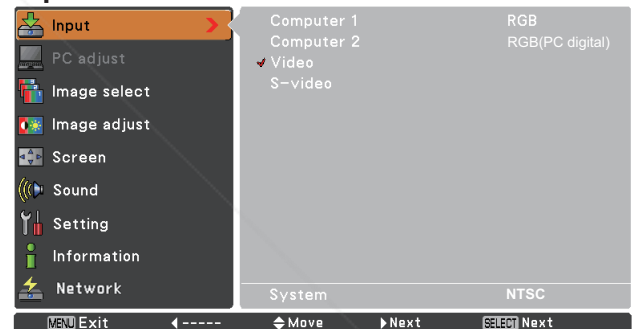 Input
PC adjust
Image select
Image adjust
Screen
Sound
Setting
Information
Network
Computer 1 RGB
Computer 2 RGB(PC digital)
Video
S-video
System NTSC
MENU Exit ----- Move Next SELECT Next